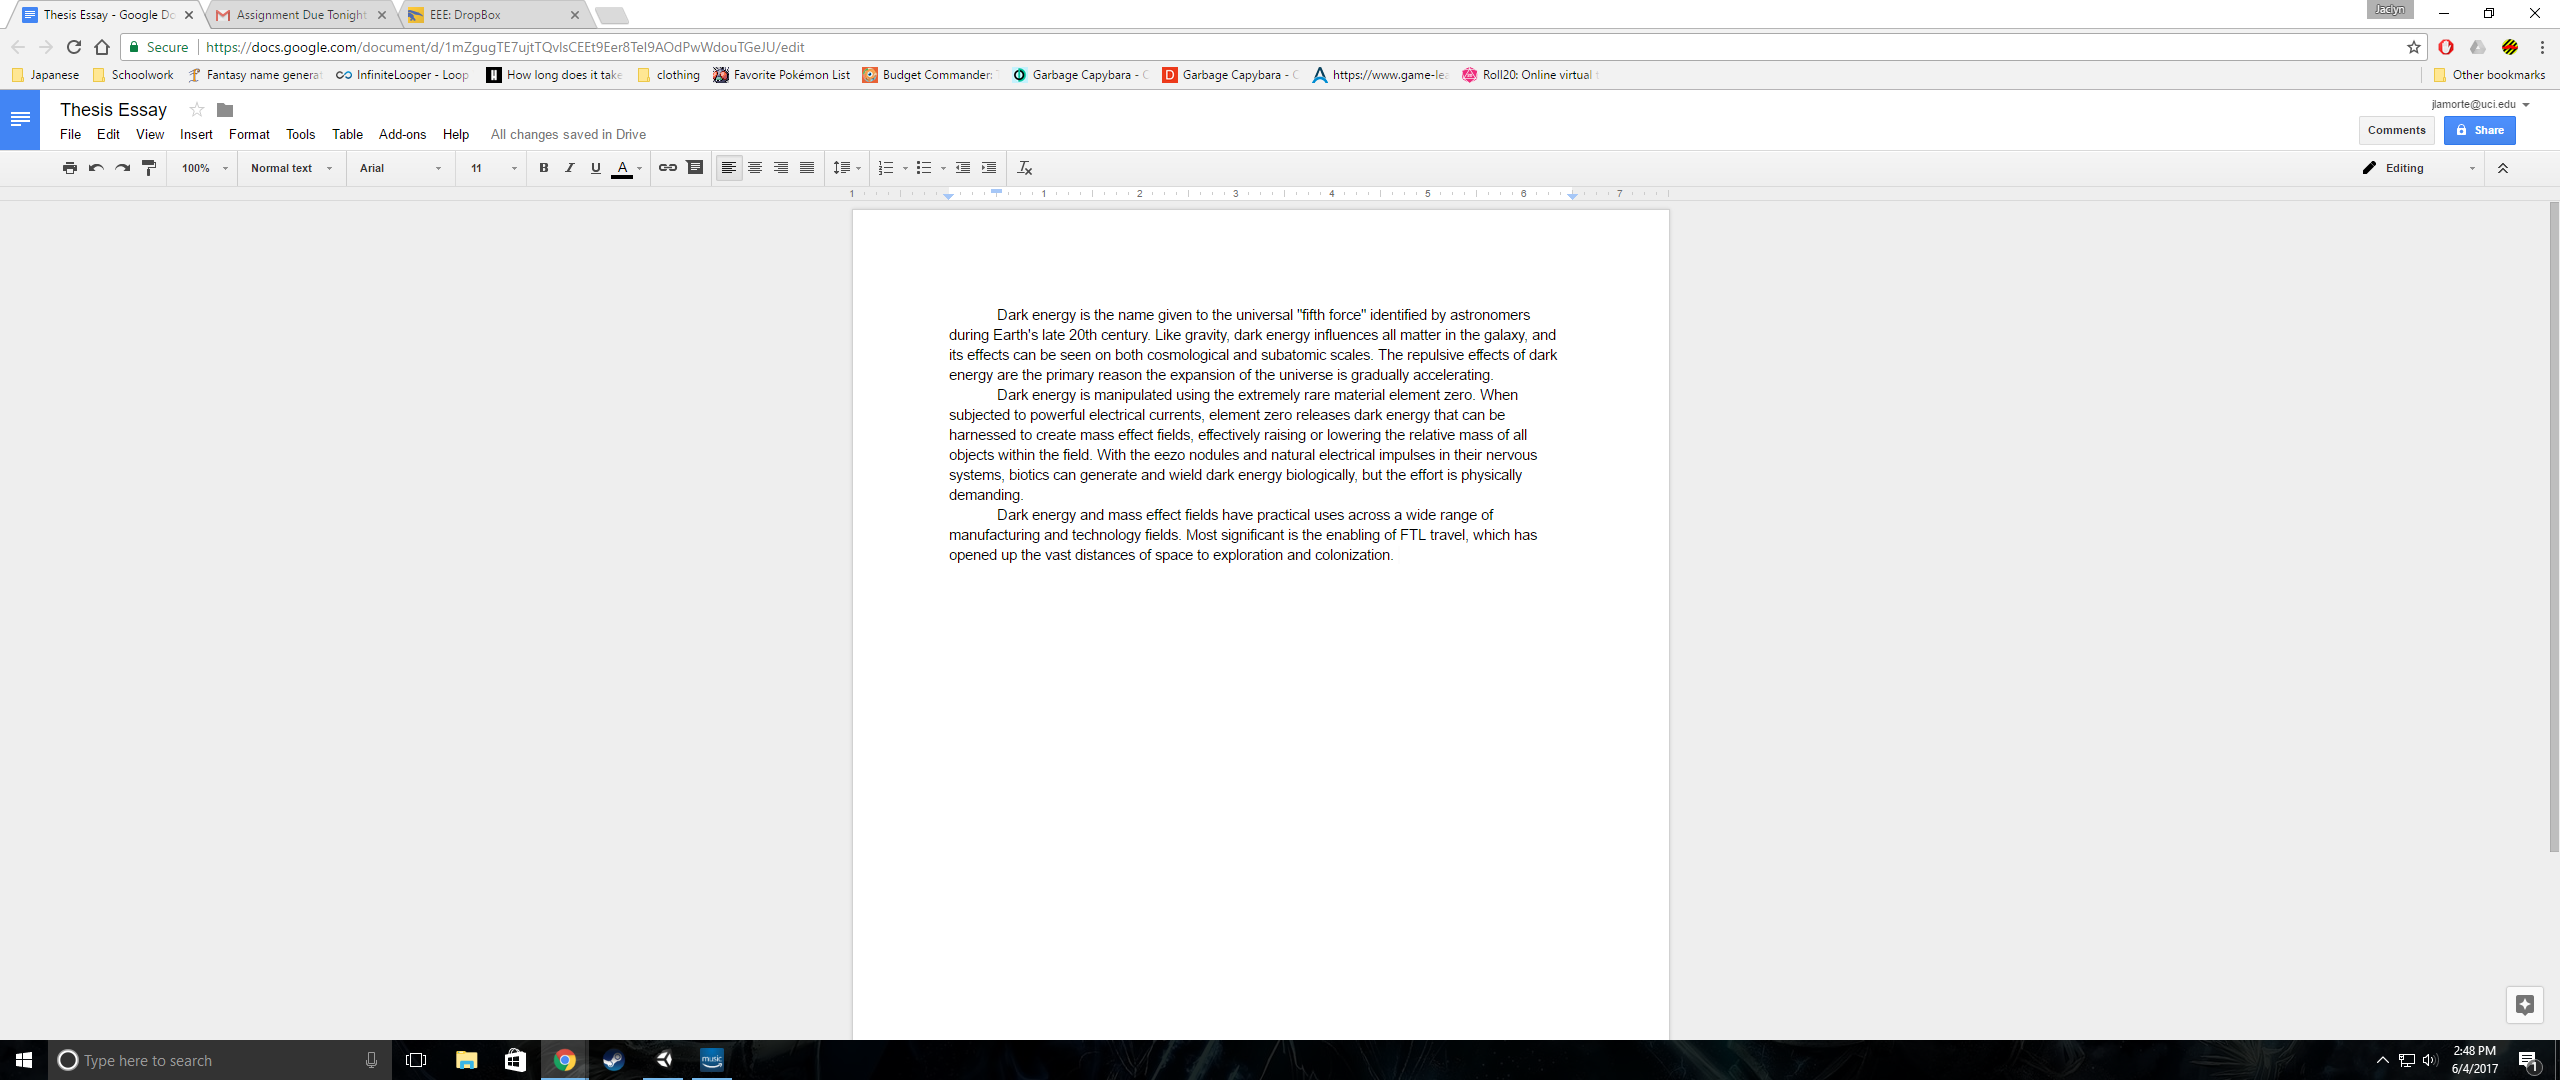 Thesis Essay - Google Do
Assignment Due Tonight
EEE: DropBox
Jaclyn
Secure
https://docs.google.com/document/d/1mZgugTE7ujtTQvlsCEEt9Eer8Tel9AOdPwWdouTGeJU/edit
Japanese
Schoolwork
Fantasy name generat
InfiniteLooper - Loop
How long does it take
clothing
Favorite Pokémon List
Budget Commander:
Garbage Capybara -
Garbage Capybara -
https://www.game-lea
Roll20: Online virtual
Other bookmarks
Thesis Essay
jlamorte@uci.edu
File Edit View Insert Format Tools Table Add-ons Help All changes saved in Drive
Comments
Share
100% Normal text Arial 11 B I U A
Editing
1 1 2 3 4 5 6 7
Dark energy is the name given to the universal "fifth force" identified by astronomers
during Earth's late 20th century. Like gravity, dark energy influences all matter in the galaxy, and
its effects can be seen on both cosmological and subatomic scales. The repulsive effects of dark
energy are the primary reason the expansion of the universe is gradually accelerating.
Dark energy is manipulated using the extremely rare material element zero. When
subjected to powerful electrical currents, element zero releases dark energy that can be
harnessed to create mass effect fields, effectively raising or lowering the relative mass of all
objects within the field. With the eezo nodules and natural electrical impulses in their nervous
systems, biotics can generate and wield dark energy biologically, but the effort is physically
demanding.
Dark energy and mass effect fields have practical uses across a wide range of
manufacturing and technology fields. Most significant is the enabling of FTL travel, which has
opened up the vast distances of space to exploration and colonization.
Type here to search
music
2:48 PM
6/4/2017
1